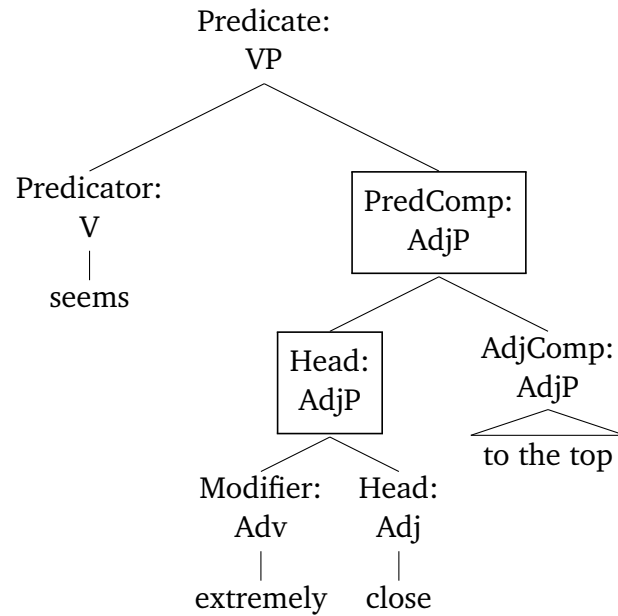 Predicate:
VP
Predicator:
V
seems
PredComp:
AdjP
Head:
AdjP
AdjComp:
AdjP
to the top
Modifier:
Adv
extremely
Head:
Adj
close